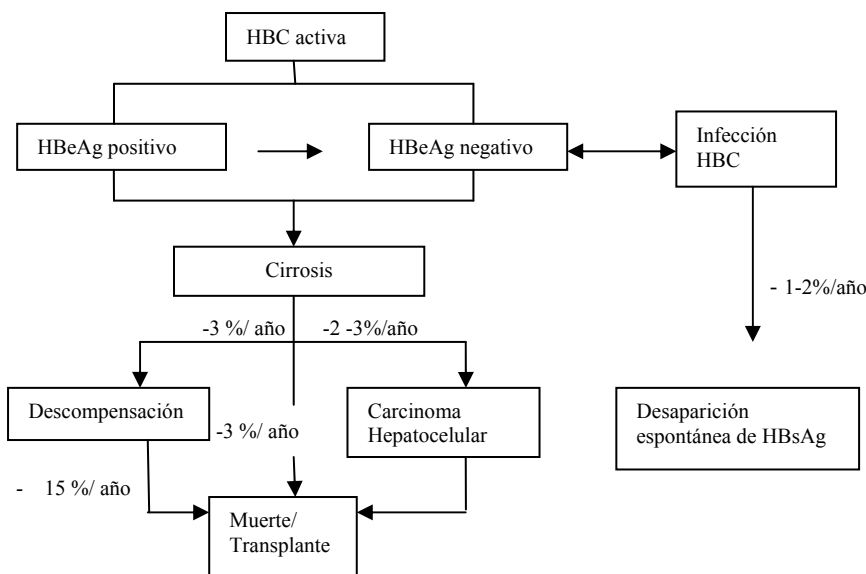 HBC activa
HBeAg positivo
HBeAg negativo
Infección
HBC
Cirrosis
- 1-2%/año
-3 %/ año
-2 -3%/año
Descompensación
-3 %/ año
Carcinoma
Hepatocelular
Desaparición
espontánea de HBsAg
- 15 %/ año
Muerte/
Transplante